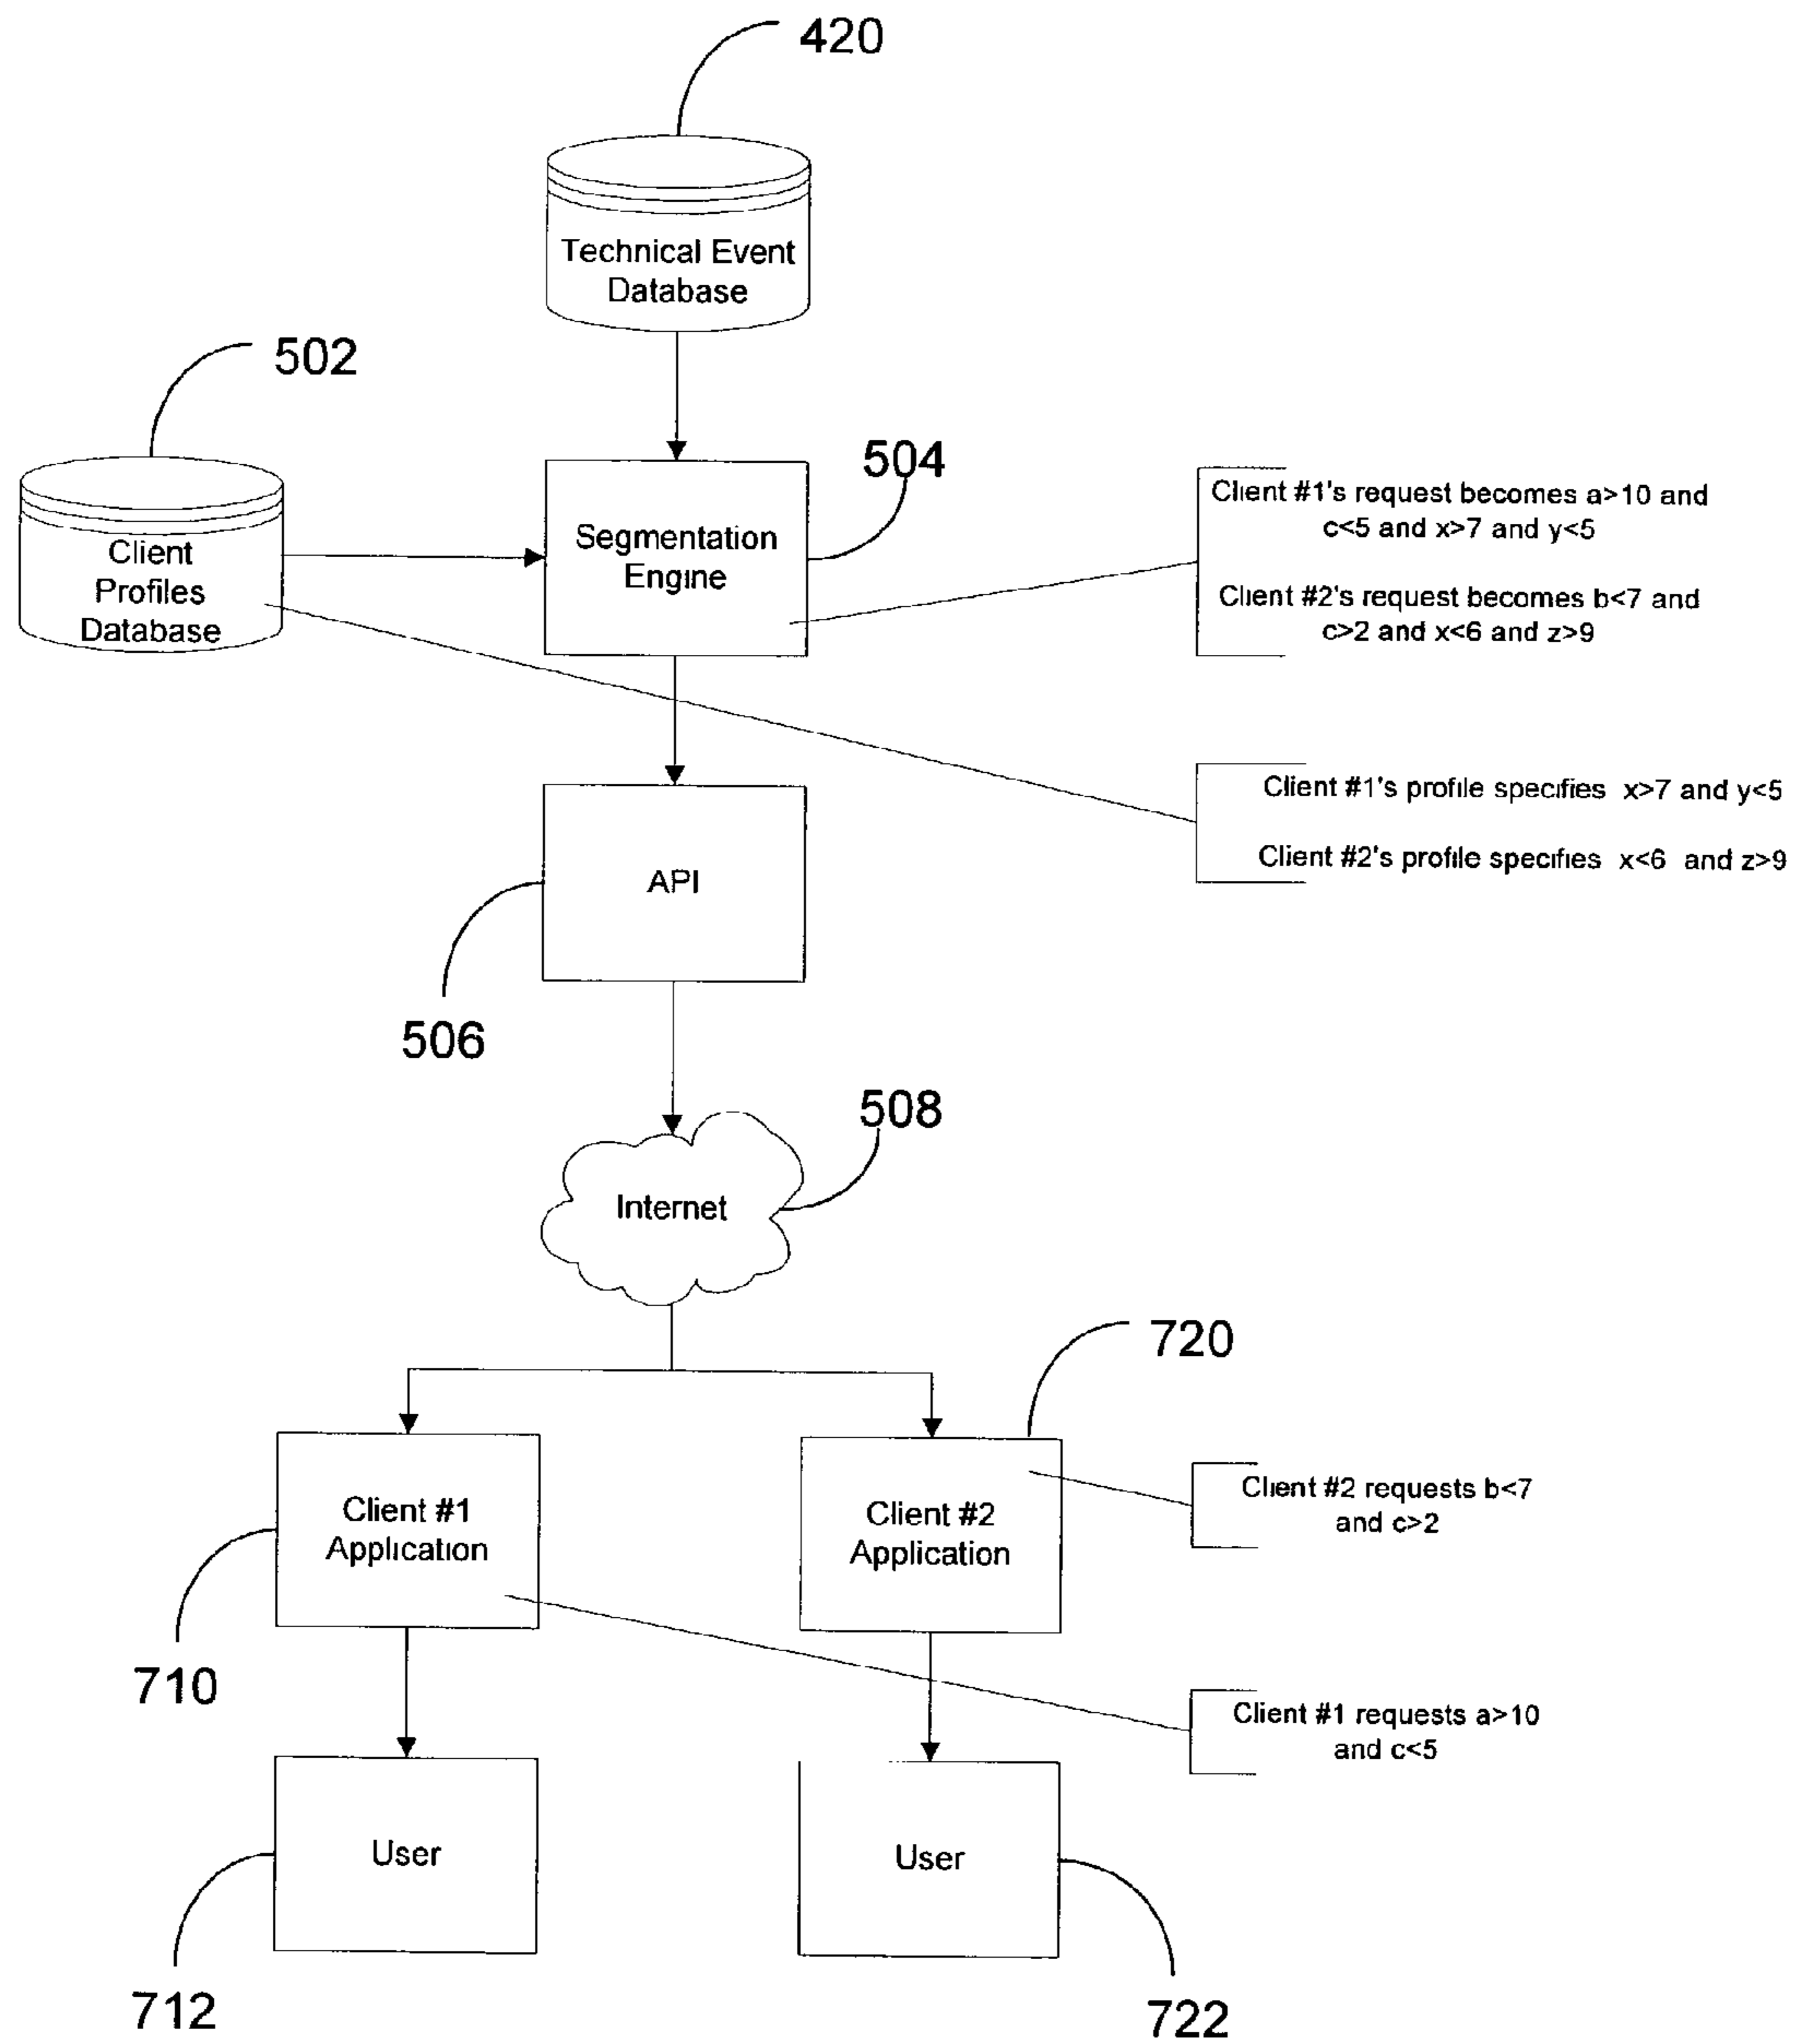 420
Technical Event
Database
502
Client
Profiles
Database
504
Segmentation
Engine
Client #1's request becomes a>10 and
c<5 and x>7 and y<5
Client #2's request becomes b<7 and
c>2 and x<6 and z>9
Client #1's profile specifies x>7 and y<5
Client #2's profile specifies x<6 and z>9
API
506
508
Internet
720
Client #1
Application
Client #2
Application
Client #2 requests b<7
and c>2
710
Client #1 requests a>10
and c<5
User
User
712
722